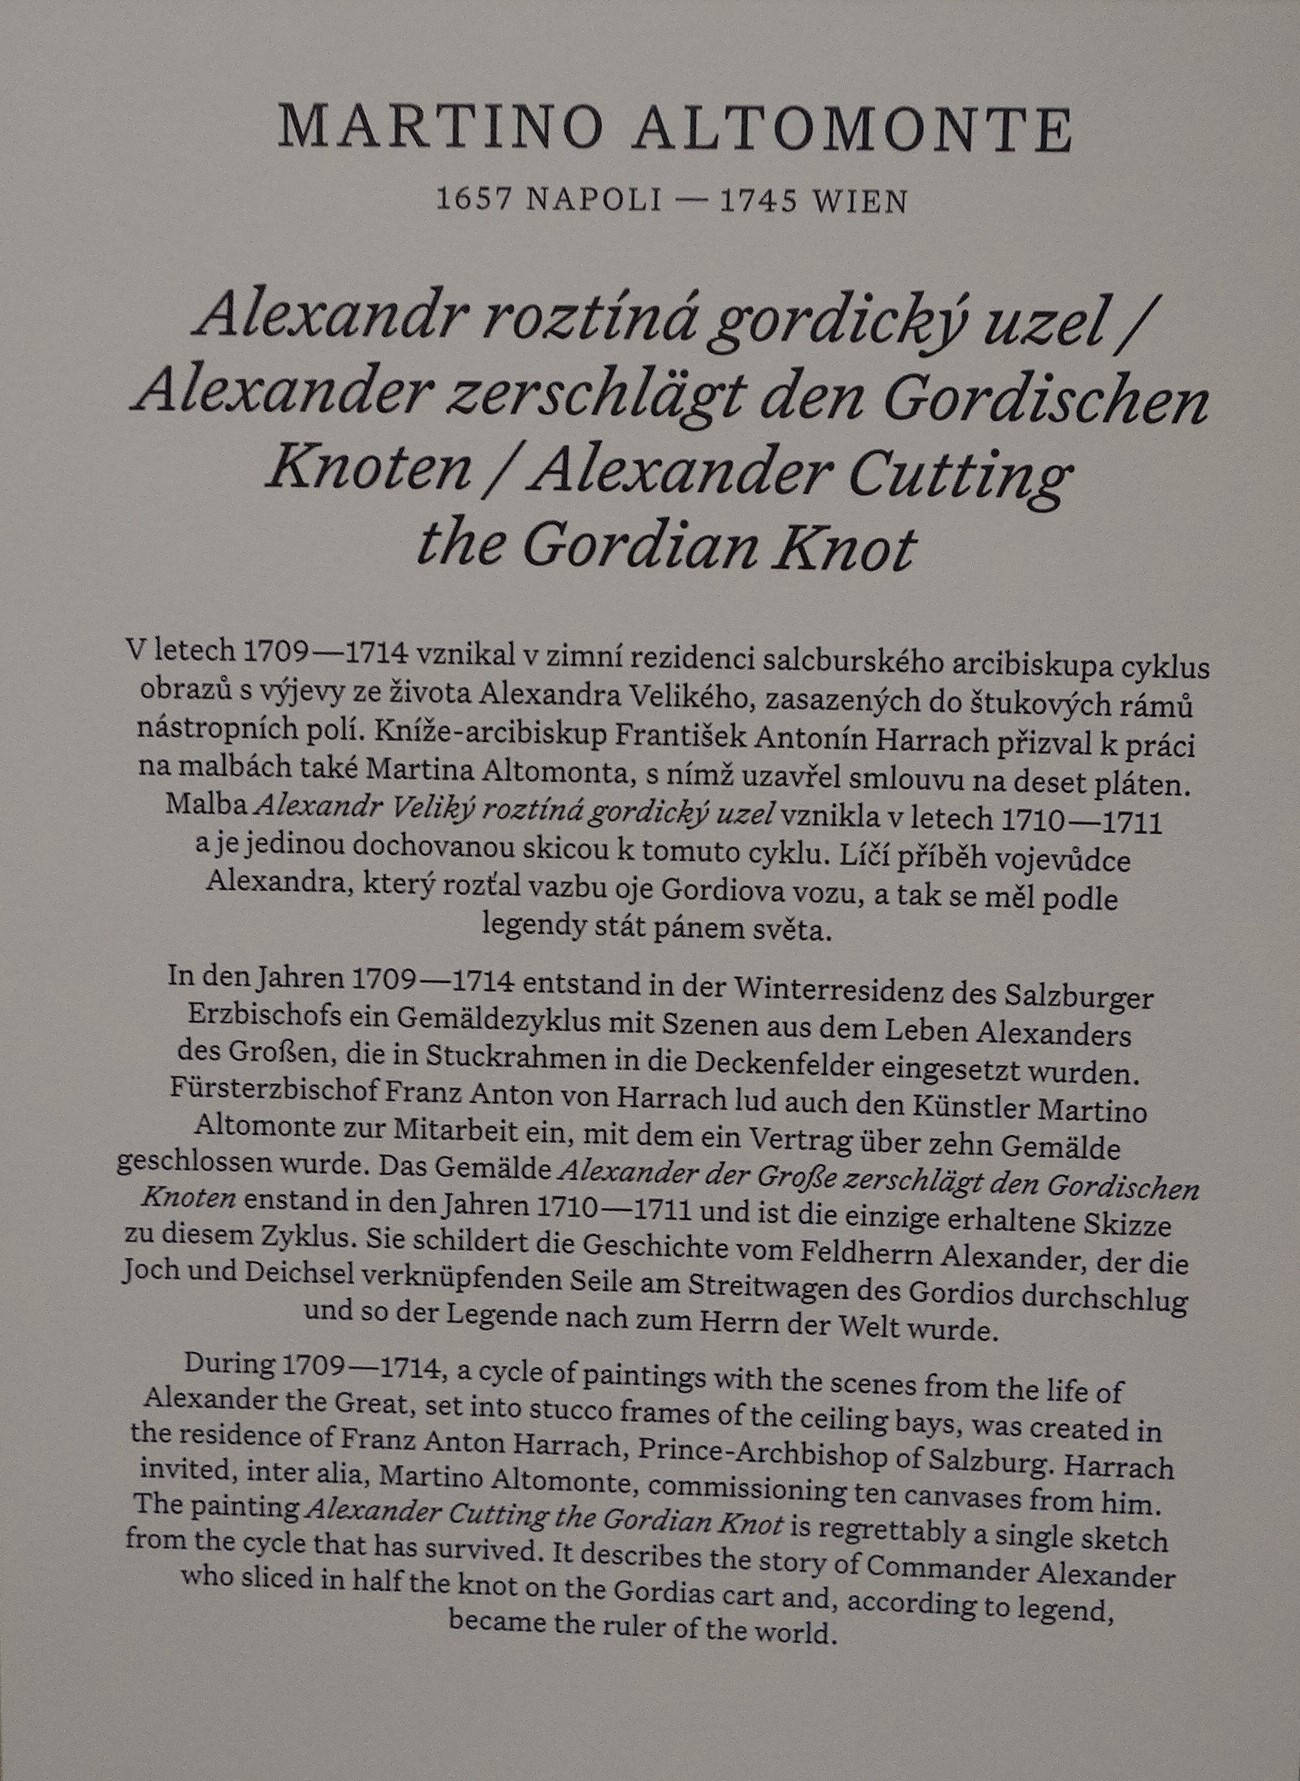 MARTINO ALTOMONTE
1657 NAPOLI — 1745 WIEN
Alexandr roztíná gordický uzel /
Alexander zerschlägt den Gordischen
Knoten / Alexander Cutting
the Gordian Knot
V letech 1709—1714 vznikal v zimní rezidenci salcburského arcibiskupa cyklus
obrazů s výjevy ze života Alexandra Velikého, zasazených do štukových rámů
nástropních polí. Kníže-arcibiskup František Antonín Harrach přizval k práci
na malbách také Martina Altomonta, s nímž uzavřel smlouvu na deset pláten.
Malba Alexandr Veliký roztíná gordický uzel vznikla v letech 1710—1711
a je jedinou dochovanou skicou k tomuto cyklu. Líčí příběh vojevůdce
Alexandra, který rozťal vazbu oje Gordiova vozu, a tak se měl podle
legendy stát pánem světa.
In den Jahren 1709—1714 entstand in der Winterresidenz des Salzburger
Erzbischofs ein Gemäldezyklus mit Szenen aus dem Leben Alexanders
des Großen, die in Stuckrahmen in die Deckenfelder eingesetzt wurden.
Fürsterzbischof Franz Anton von Harrach lud auch den Künstler Martino
Altomonte zur Mitarbeit ein, mit dem ein Vertrag über zehn Gemälde
geschlossen wurde. Das Gemälde Alexander der Große zerschlägt den Gordischen
Knoten enstand in den Jahren 1710—1711 und ist die einzige erhaltene Skizze
zu diesem Zyklus. Sie schildert die Geschichte vom Feldherrn Alexander, der die
Joch und Deichsel verknüpfenden Seile am Streitwagen des Gordios durchschlug
und so der Legende nach zum Herrn der Welt wurde.
During 1709—1714, a cycle of paintings with the scenes from the life of
Alexander the Great, set into stucco frames of the ceiling bays, was created in
the residence of Franz Anton Harrach, Prince-Archbishop of Salzburg. Harrach
invited, inter alia, Martino Altomonte, commissioning ten canvases from him.
The painting Alexander Cutting the Gordian Knot is regrettably a single sketch
from the cycle that has survived. It describes the story of Commander Alexander
who sliced in half the knot on the Gordias cart and, according to legend,
became the ruler of the world.